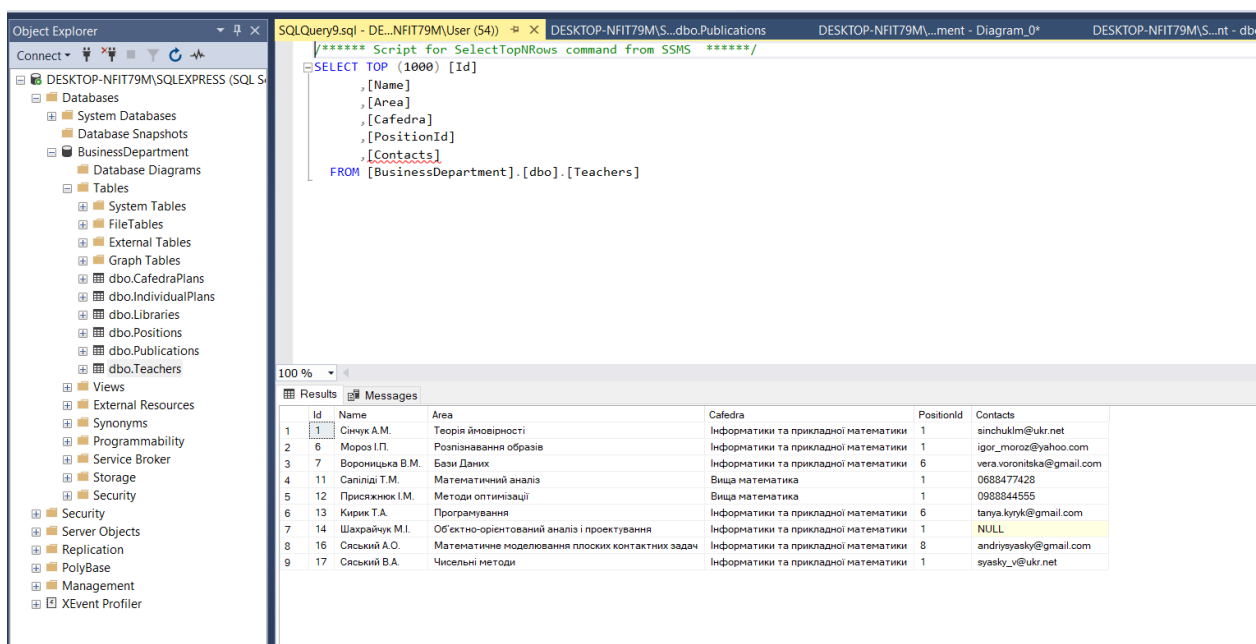 Object Explorer
Connect
DESKTOP-NFIT79M\SQLEXPRESS (SQL S
Databases
System Databases
Database Snapshots
BusinessDepartment
Database Diagrams
Tables
System Tables
FileTables
External Tables
Graph Tables
dbo.CafedraPlans
dbo.IndividualPlans
dbo.Libraries
dbo.Positions
dbo.Publications
dbo.Teachers
Views
External Resources
Synonyms
Programmability
Service Broker
Storage
Security
Security
Server Objects
Replication
PolyBase
Management
XEvent Profiler
SQLQuery9.sql - DE...NFIT79M\User (54)) DESKTOP-NFIT79M\S...dbo.Publications DESKTOP-NFIT79M\...ment - Diagram_0* DESKTOP-NFIT79M\S...nt - dbo
/****** Script for SelectTopNRows command from SSMS ******/
SELECT TOP (1000) [Id]
,[Name]
,[Area]
,[Cafedra]
,[PositionId]
,[Contacts]
FROM [BusinessDepartment].[dbo].[Teachers]
100 %
Results Messages
Id Name Area Cafedra PositionId Contacts
1 1 Сінчук А.М. Теорія ймовірності Інформатики та прикладної математики 1 sinchuklm@ukr.net
2 6 Мороз І.П. Розпізнавання образів Інформатики та прикладної математики 1 igor_moroz@yahoo.com
3 7 Вороницька В.М. Бази Даних Інформатики та прикладної математики 6 vera.voronitska@gmail.com
4 11 Сапіліді Т.М. Математичний аналіз Вища математика 1 0688477428
5 12 Присяжнюк І.М. Методи оптимізації Вища математика 1 0988844555
6 13 Кирик Т.А. Програмування Інформатики та прикладної математики 6 tanya.kyryk@gmail.com
7 14 Шахрайчук М.І. Об'єктно-орієнтований аналіз і проектування Інформатики та прикладної математики 1 NULL
8 16 Сяський А.О. Математичне моделювання плоских контактних задач Інформатики та прикладної математики 8 andriysyasky@gmail.com
9 17 Сяський В.А. Чисельні методи Інформатики та прикладної математики 1 syasky_v@ukr.net